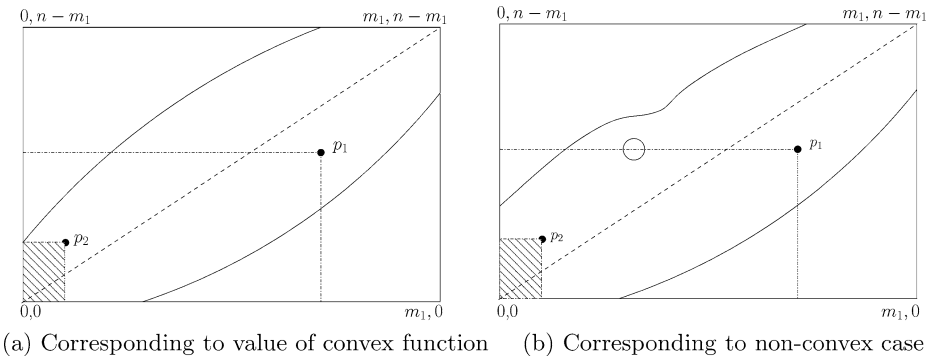 0, n − m₁
m₁, n − m₁
p₁
p₂
0,0
m₁, 0
(a) Corresponding to value of convex function
0, n − m₁
m₁, n − m₁
p₁
p₂
0,0
m₁, 0
(b) Corresponding to non-convex case